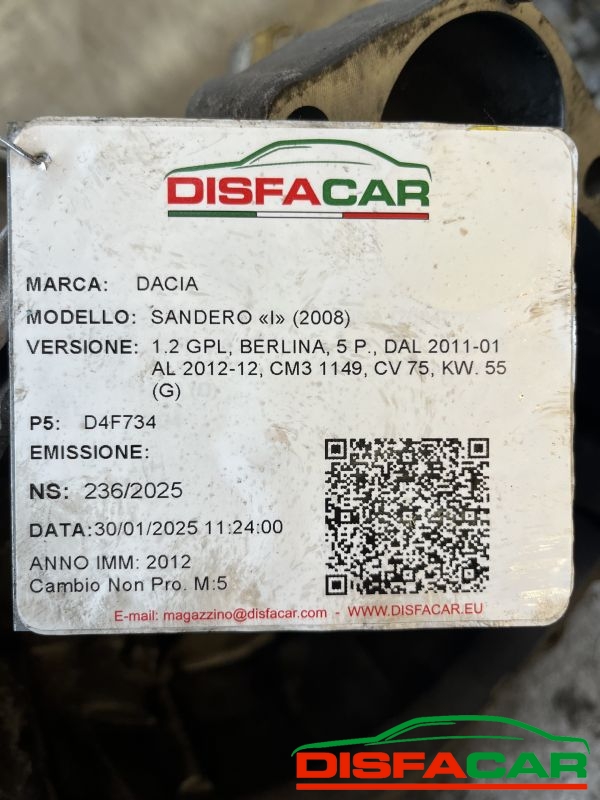 DISFACAR
MARCA: DACIA
MODELLO: SANDERO «I» (2008)
VERSIONE: 1.2 GPL, BERLINA, 5 P., DAL 2011-01
AL 2012-12, CM3 1149, CV 75, KW. 55
(G)
P5: D4F734
EMISSIONE:
NS: 236/2025
DATA:30/01/2025 11:24:00
ANNO IMM: 2012
Cambio Non Pro. M:5
E-mail: magazzino@disfacar.com - WWW.DISFACAR.EU
DISFACAR